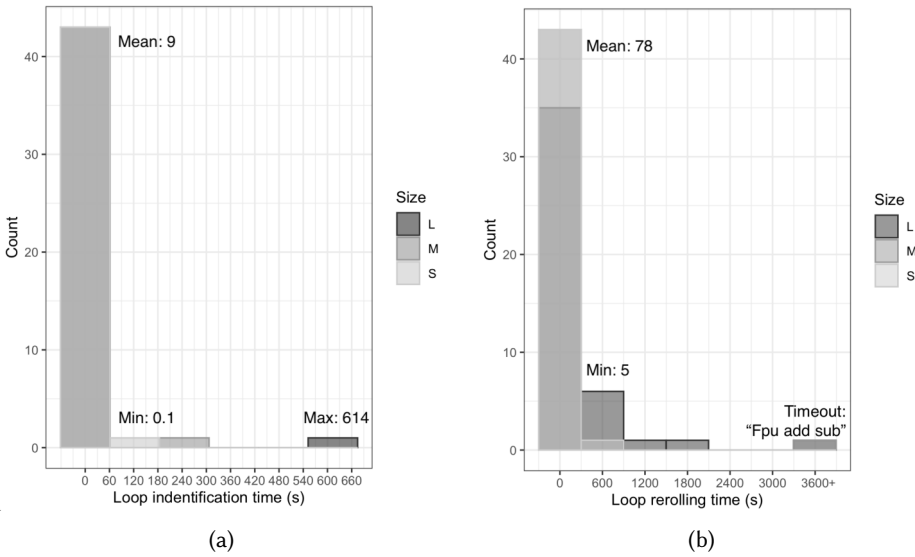 Mean: 9
Min: 0.1
Max: 614
Count
40
30
20
10
0
0 60 120 180 240 300 360 420 480 540 600 660
Loop indentification time (s)
Size
L
M
S
(a)
Mean: 78
Min: 5
Timeout:
“Fpu add sub”
Count
40
30
20
10
0
0 600 1200 1800 2400 3000 3600+
Loop rerolling time (s)
Size
L
M
S
(b)